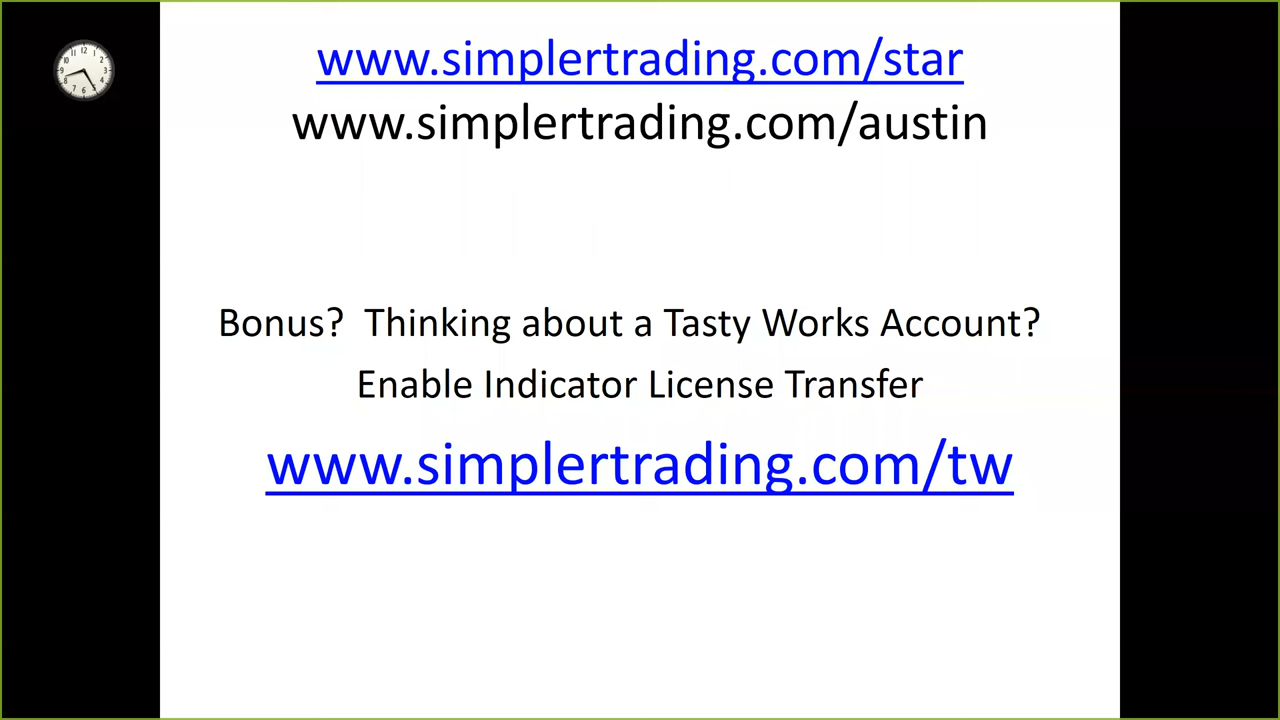 www.simplertrading.com/star
www.simplertrading.com/austin
Bonus?  Thinking about a Tasty Works Account?
Enable Indicator License Transfer
www.simplertrading.com/tw